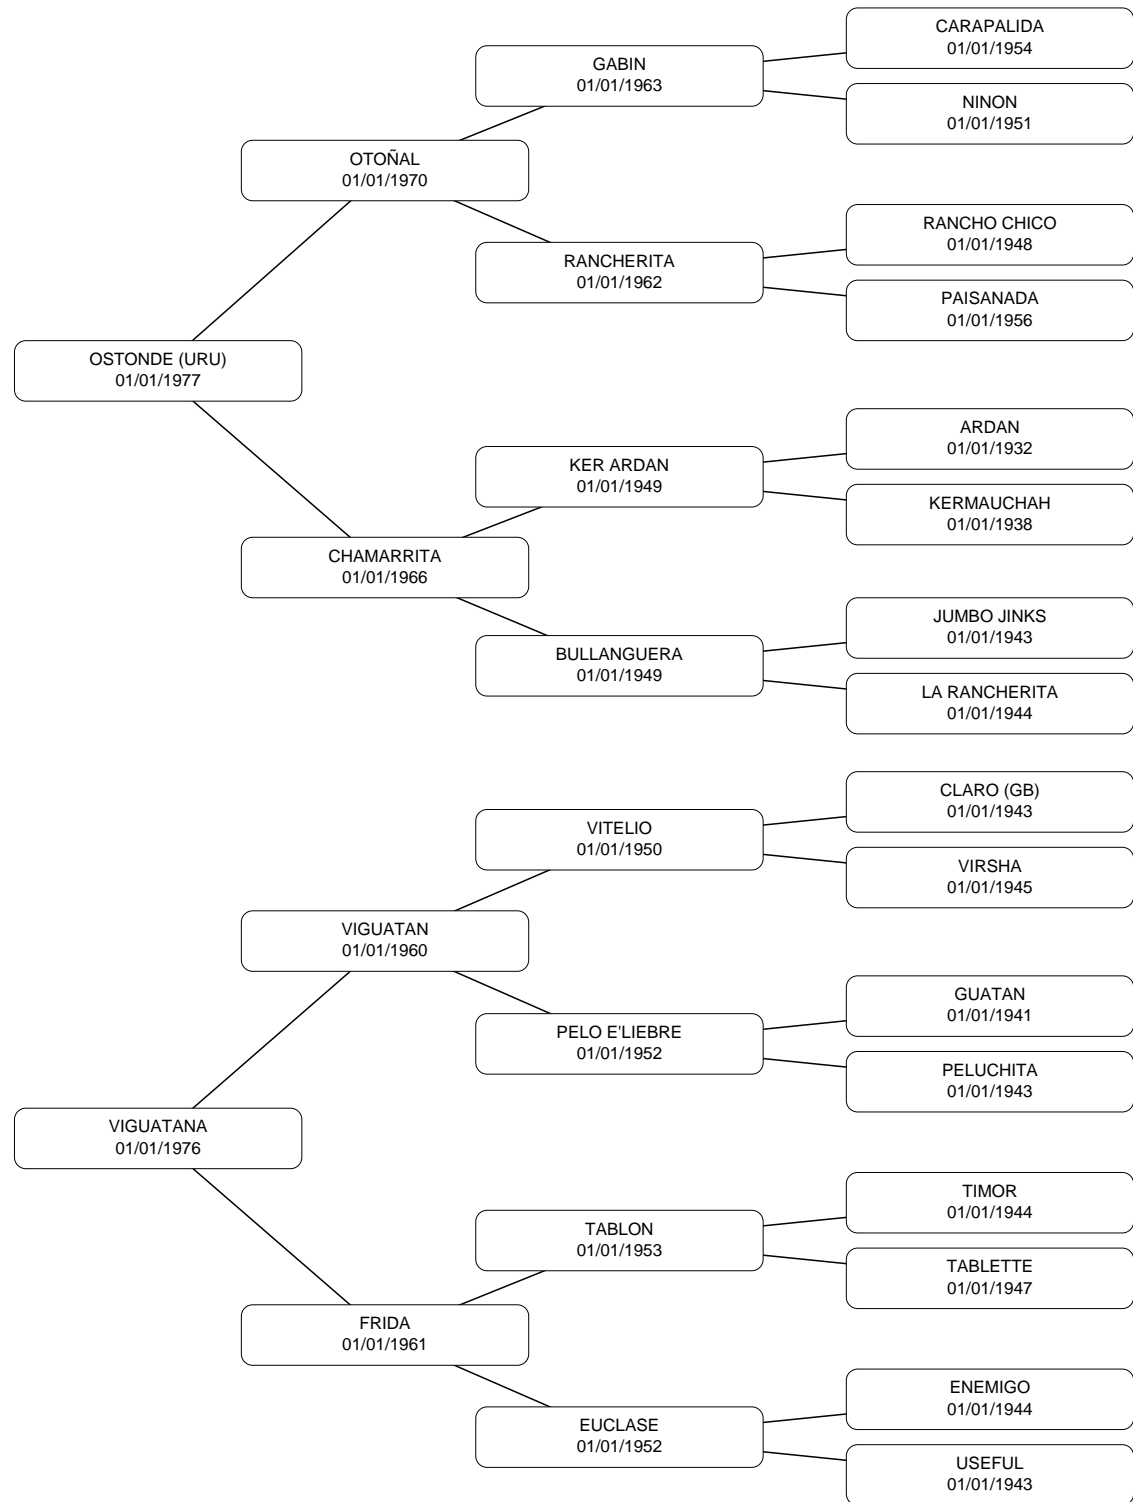 CARAPALIDA
01/01/1954
GABIN
01/01/1963
NINON
01/01/1951
OTOÑAL
01/01/1970
RANCHO CHICO
01/01/1948
RANCHERITA
01/01/1962
PAISANADA
01/01/1956
OSTONDE (URU)
01/01/1977
ARDAN
01/01/1932
KER ARDAN
01/01/1949
KERMAUCHAH
01/01/1938
CHAMARRITA
01/01/1966
JUMBO JINKS
01/01/1943
BULLANGUERA
01/01/1949
LA RANCHERITA
01/01/1944
CLARO (GB)
01/01/1943
VITELIO
01/01/1950
VIRSHA
01/01/1945
VIGUATAN
01/01/1960
GUATAN
01/01/1941
PELO E'LIEBRE
01/01/1952
PELUCHITA
01/01/1943
VIGUATANA
01/01/1976
TIMOR
01/01/1944
TABLON
01/01/1953
TABLETTE
01/01/1947
FRIDA
01/01/1961
ENEMIGO
01/01/1944
EUCLASE
01/01/1952
USEFUL
01/01/1943